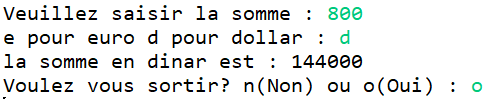 Veuillez saisir la somme : 800
e pour euro d pour dollar : d
la somme en dinar est : 144000
Voulez vous sortir? n(Non) ou o(Oui) : o